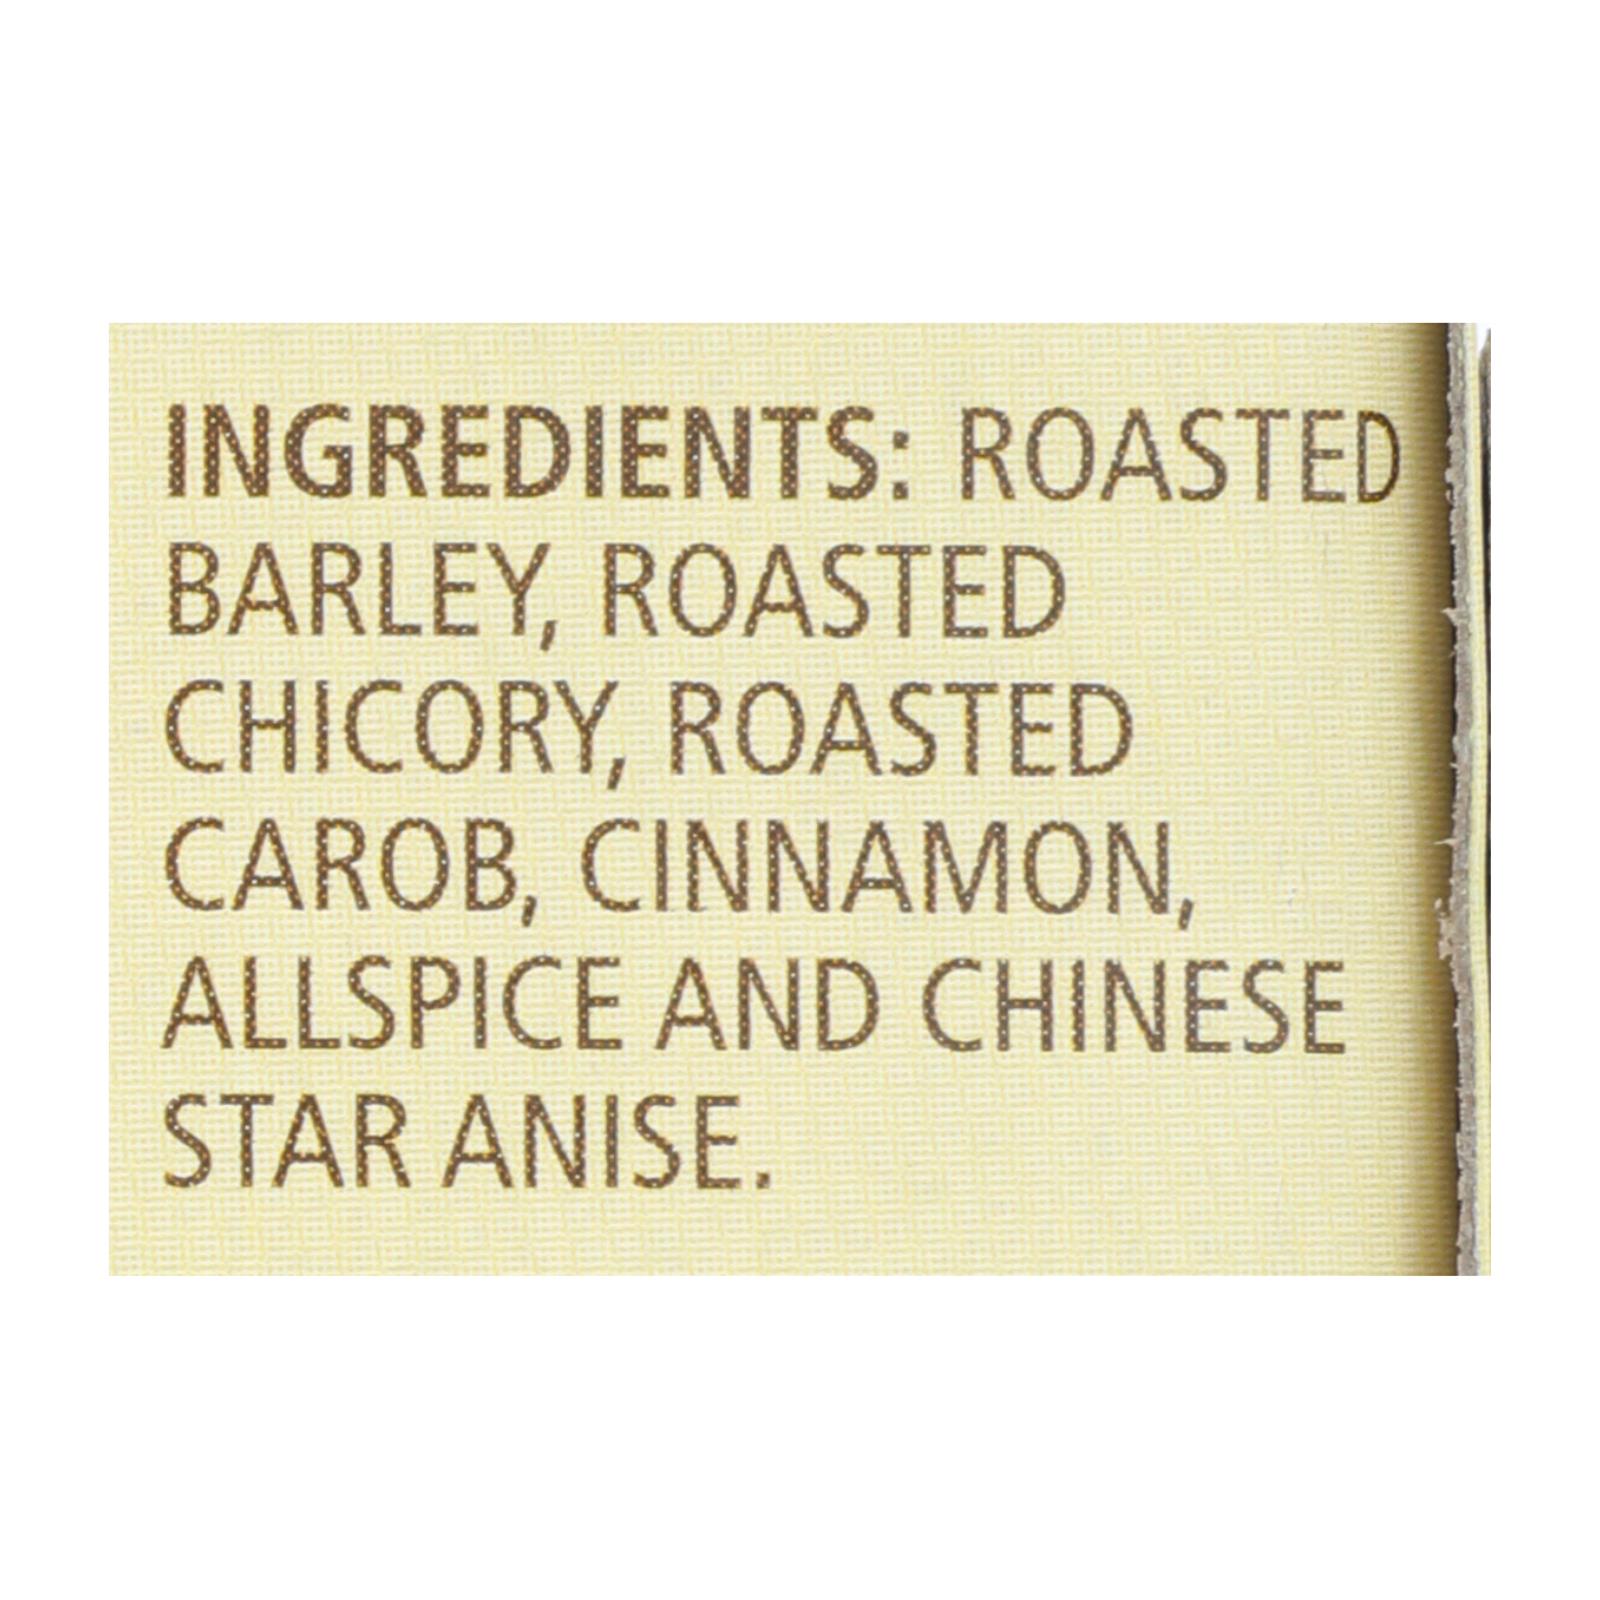 INGREDIENTS: ROASTED
BARLEY, ROASTED
CHICORY, ROASTED
CAROB, CINNAMON,
ALLSPICE AND CHINESE
STAR ANISE.